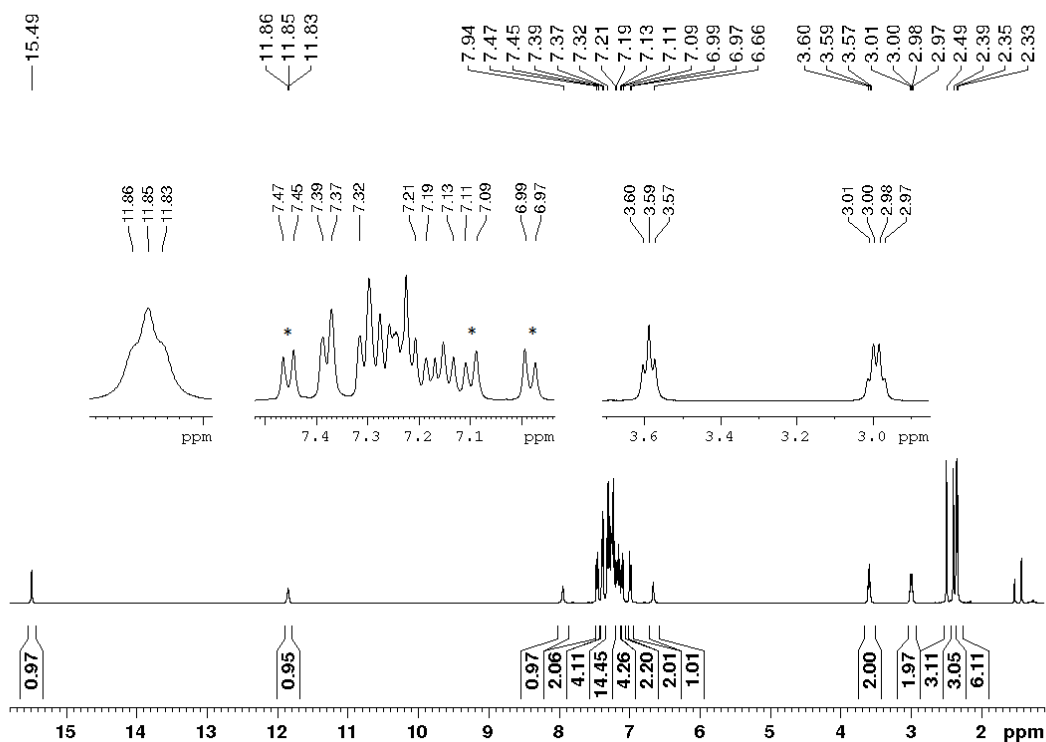 15.49 11.86 11.85 11.83 7.94 7.47 7.45 7.39 7.37 7.32 7.21 7.19 7.13 7.11 7.09 6.99 6.97 6.66 3.60 3.59 3.57 3.01 3.00 2.98 2.97 2.49 2.39 2.35 2.33
11.86 11.85 11.83 7.47 7.45 7.39 7.37 7.32 7.21 7.19 7.13 7.11 7.09 6.99 6.97 3.60 3.59 3.57 3.01 3.00 2.98 2.97
* * *
ppm 7.4 7.3 7.2 7.1 ppm 3.6 3.4 3.2 3.0 ppm
0.97 0.95 0.97 2.06 4.11 14.45 4.26 2.20 2.01 1.01 2.00 1.97 3.11 3.05 6.11
15 14 13 12 11 10 9 8 7 6 5 4 3 2 ppm